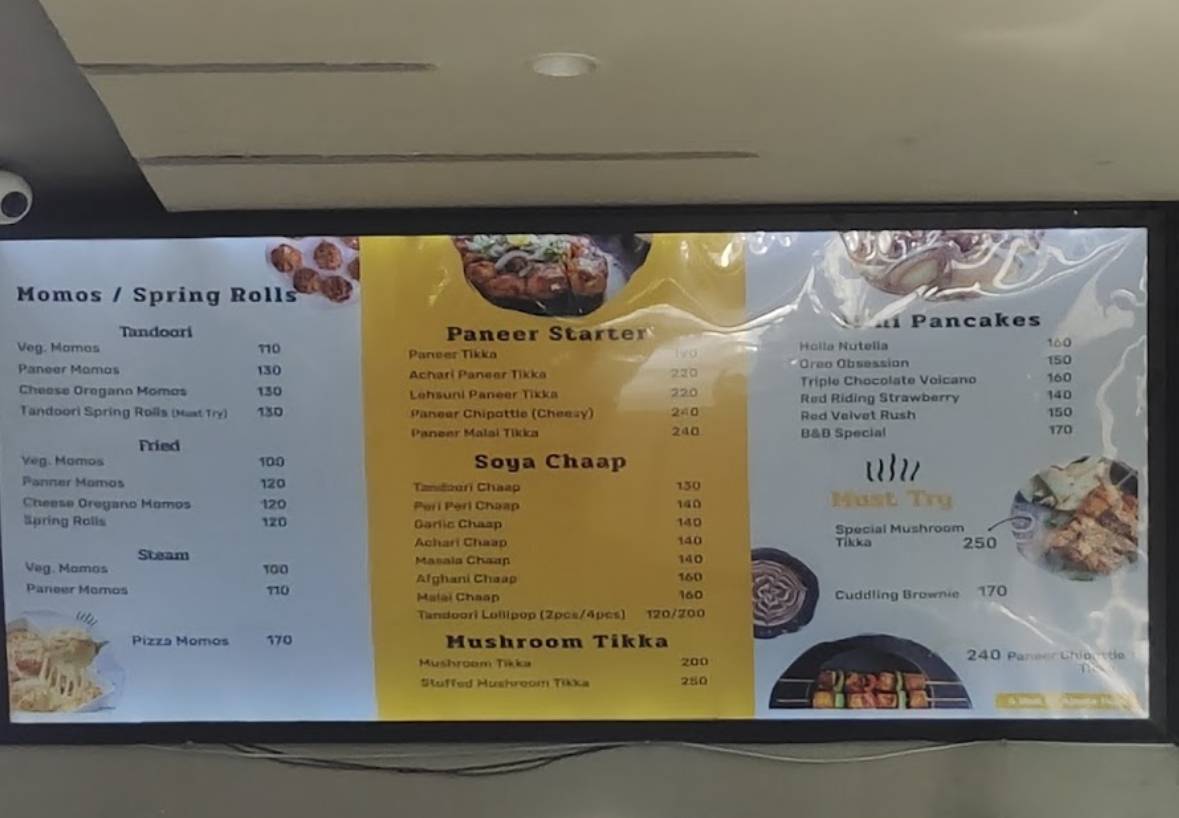 Momos / Spring Rolls
Tandoori
Veg. Momos 110
Paneer Momos 130
Cheese Oregano Momos 130
Tandoori Spring Rolls (Must Try) 130
Fried
Veg. Momos 100
Panner Momos 120
Cheese Oregano Momos 120
Spring Rolls 120
Steam
Veg. Momos 100
Paneer Momos 110
Pizza Momos 170
Paneer Starter
Paneer Tikka
Achari Paneer Tikka 220
Lehsuni Paneer Tikka 220
Paneer Chipottle (Cheesy) 240
Paneer Malai Tikka 240
Soya Chaap
Tandoori Chaap 130
Peri Peri Chaap 140
Garlic Chaap 140
Achari Chaap 140
Masala Chaap 140
Afghani Chaap 160
Malai Chaap 160
Tandoori Lollipop (2pcs/4pcs) 120/200
Mushroom Tikka
Mushroom Tikka 200
Stuffed Mushroom Tikka 250
Pancakes
Holla Nutella 160
Oreo Obsession 150
Triple Chocolate Volcano 160
Red Riding Strawberry 140
Red Velvet Rush 150
B&B Special 170
Must Try
Special Mushroom
Tikka 250
Cuddling Brownie 170
240 Paneer Chipottle